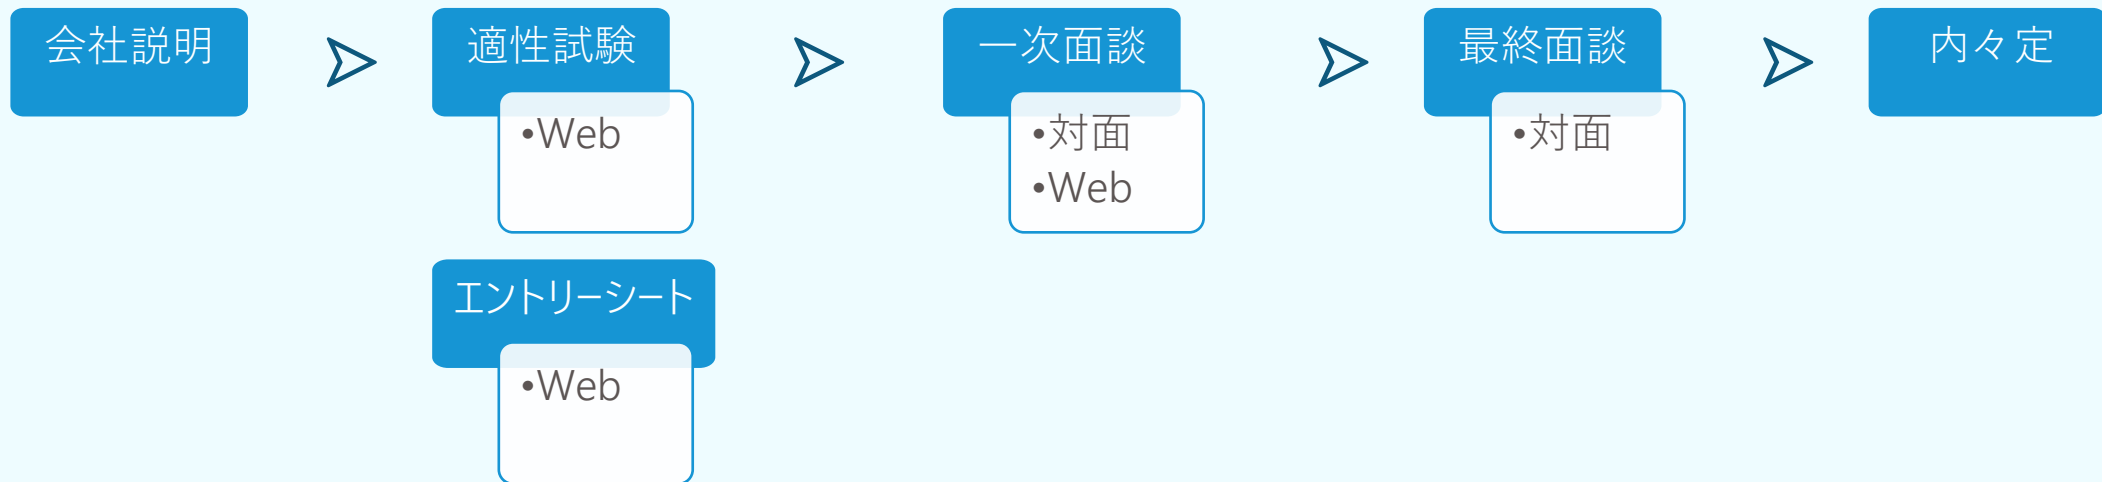 会社説明
適性試験
•Web
エントリーシート
•Web
一次面談
•対面
•Web
最終面談
•対面
内々定